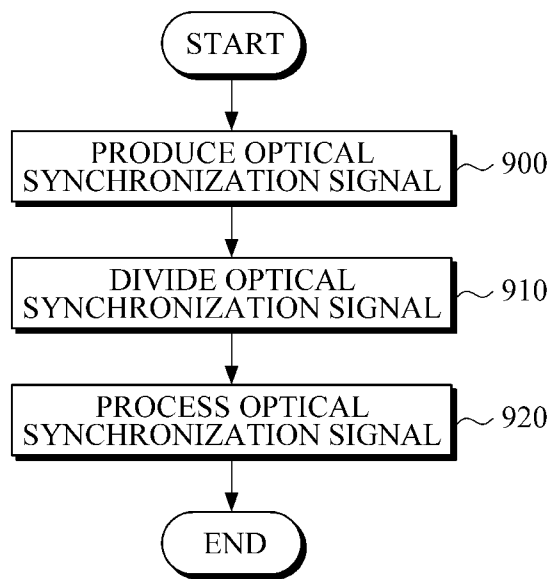 START
PRODUCE OPTICAL
SYNCHRONIZATION SIGNAL
900
DIVIDE OPTICAL
SYNCHRONIZATION SIGNAL
910
PROCESS OPTICAL
SYNCHRONIZATION SIGNAL
920
END